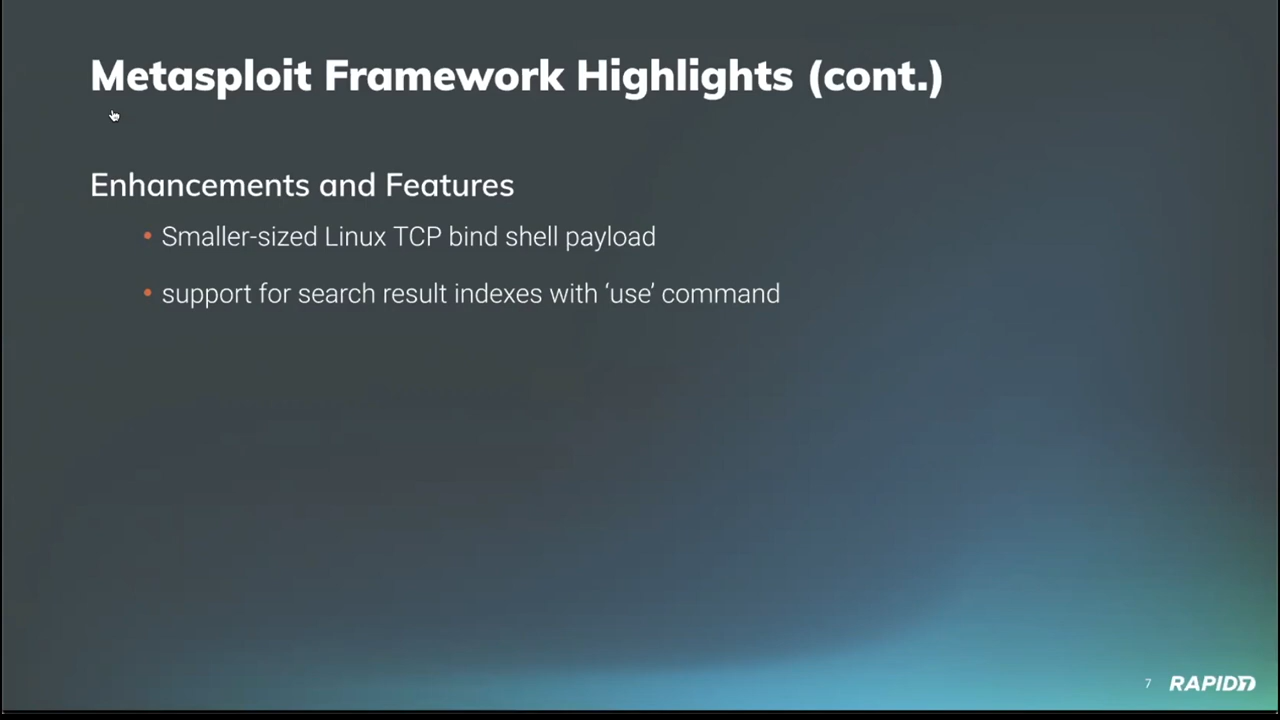 Metasploit Framework Highlights (cont.)
Enhancements and Features
• Smaller-sized Linux TCP bind shell payload
• support for search result indexes with ‘use’ command
7
RAPID7